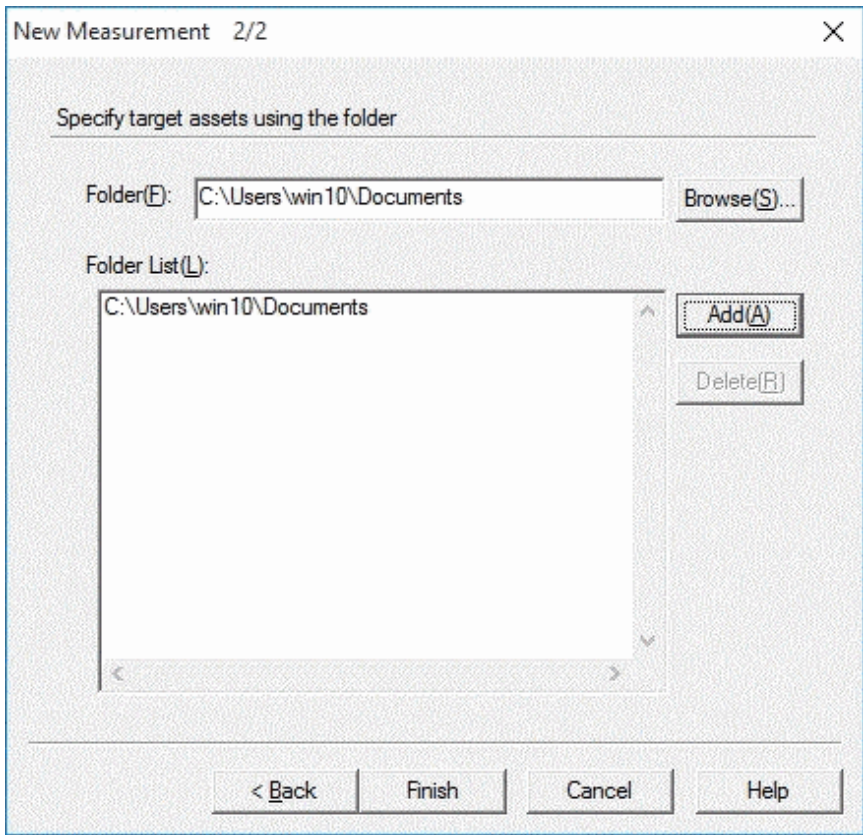 New Measurement 2/2
Specify target assets using the folder
Folder(F): C:\Users\win10\Documents Browse(S)...
Folder List(L):
C:\Users\win10\Documents
Add(A)
Delete(R)
< Back Finish Cancel Help